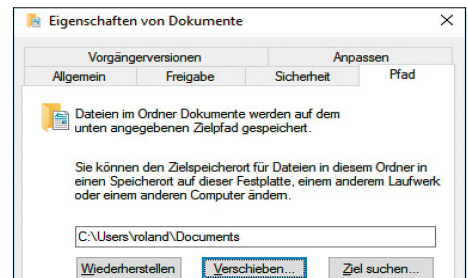 Eigenschaften von Dokumente
Vorgängerversionen Anpassen
Allgemein Freigabe Sicherheit Pfad
Dateien im Ordner Dokumente werden auf dem
unten angegebenen Zielpfad gespeichert.
Sie können den Zielspeicherort für Dateien in diesem Ordner in
einen Speicherort auf dieser Festplatte, einem anderem Laufwerk
oder einem anderen Computer ändern.
C:\Users\roland\Documents
Wiederherstellen Verschieben... Ziel suchen...